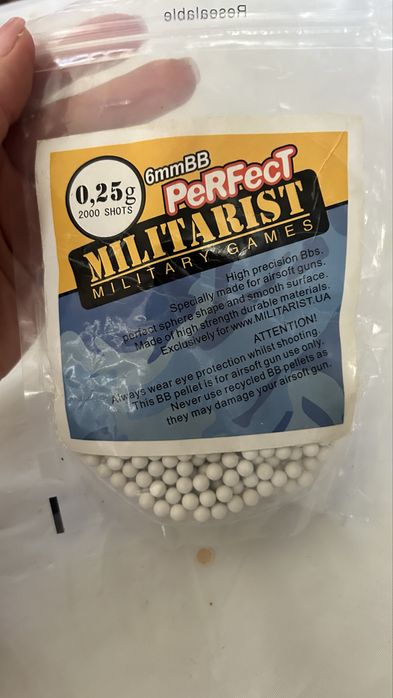 Resealable
0,25g
2000 SHOTS
6mmBB
PeRFecT
MILITARIST
MILITARY GAMES
High precision Bbs.
Specially made for airsoft guns.
perfect sphere shape and smooth surface.
Made of high strength durable materials.
Exclusively for www.MILITARIST.UA
ATTENTION!
Always wear eye protection whilst shooting.
This BB pellet is for airsoft gun use only.
Never use recycled BB pellets as
they may damage your airsoft gun.